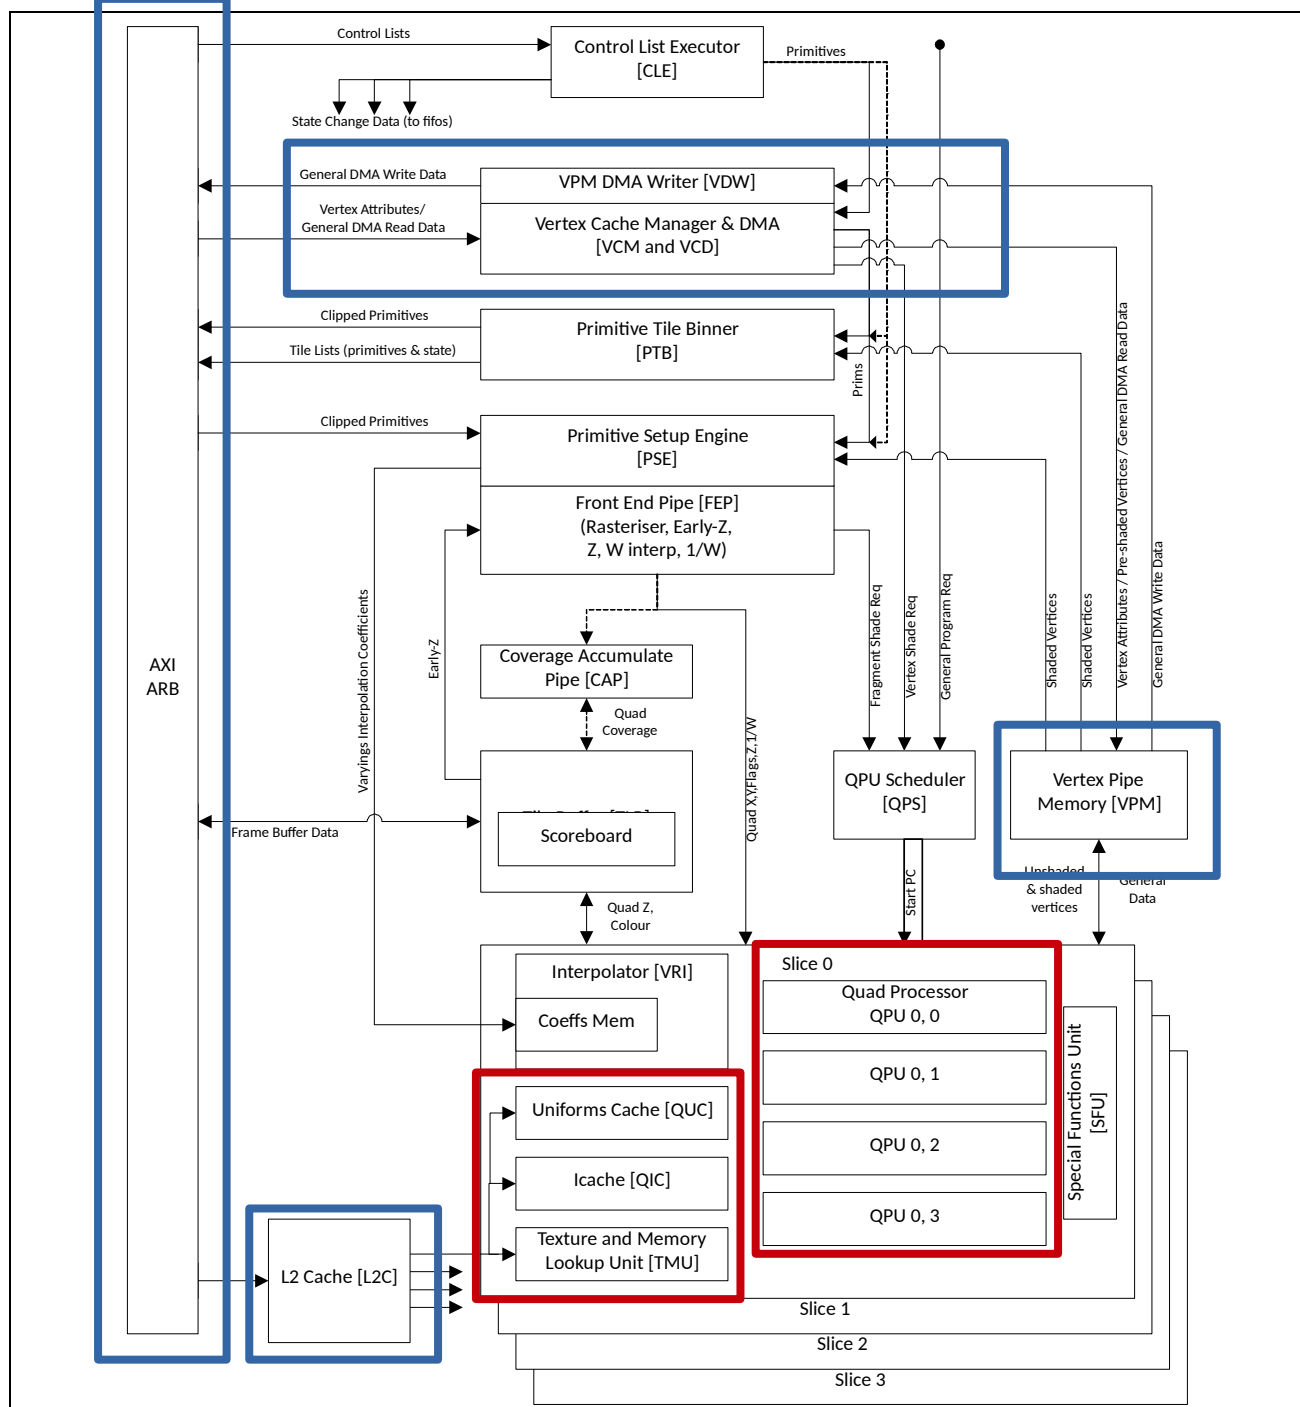 Control Lists
Control List Executor
[CLE]
Primitives
State Change Data (to fifos)
General DMA Write Data
VPM DMA Writer [VDW]
Vertex Attributes/
General DMA Read Data
Vertex Cache Manager & DMA
[VCM and VCD]
Clipped Primitives
Primitive Tile Binner
[PTB]
Tile Lists (primitives & state)
Prims
Clipped Primitives
Primitive Setup Engine
[PSE]
Front End Pipe [FEP]
(Rasteriser, Early-Z,
Z, W interp, 1/W)
Varyings Interpolation Coefficients
Early-Z
Fragment Shade Req
Vertex Shade Req
General Program Req
Shaded Vertices
Shaded Vertices
Vertex Attributes / Pre-shaded Vertices / General DMA Read Data
General DMA Write Data
AXI
ARB
Coverage Accumulate
Pipe [CAP]
Quad
Coverage
Quad X,Y,Flags,Z,1/W
QPU Scheduler
[QPS]
Vertex Pipe
Memory [VPM]
Scoreboard
Frame Buffer Data
Start PC
Unshaded
& shaded
vertices
General
Data
Quad Z,
Colour
Interpolator [VRI]
Coeffs Mem
Slice 0
Quad Processor
QPU 0, 0
QPU 0, 1
QPU 0, 2
QPU 0, 3
Special Functions Unit
[SFU]
Uniforms Cache [QUC]
Icache [QIC]
Texture and Memory
Lookup Unit [TMU]
L2 Cache [L2C]
Slice 1
Slice 2
Slice 3